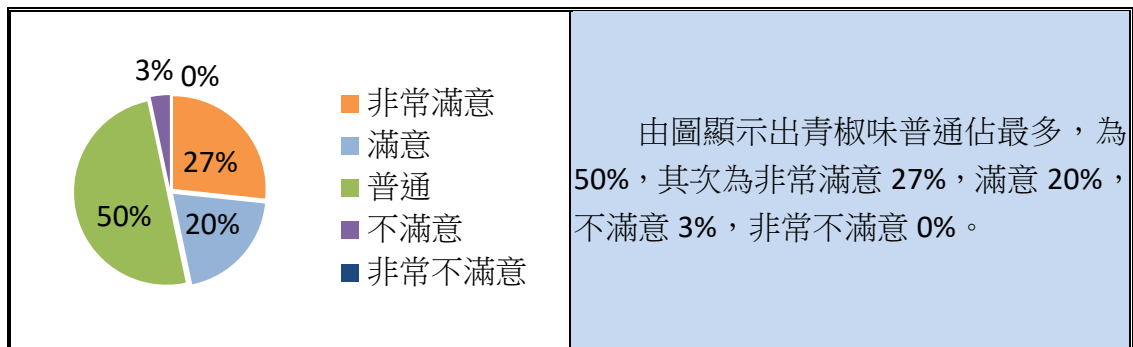 3% 0%
27%
50% 20%
非常滿意
滿意
普通
不滿意
非常不滿意
由圖顯示出青椒味普通佔最多，為
50%，其次為非常滿意 27%，滿意 20%，
不滿意 3%，非常不滿意 0%。